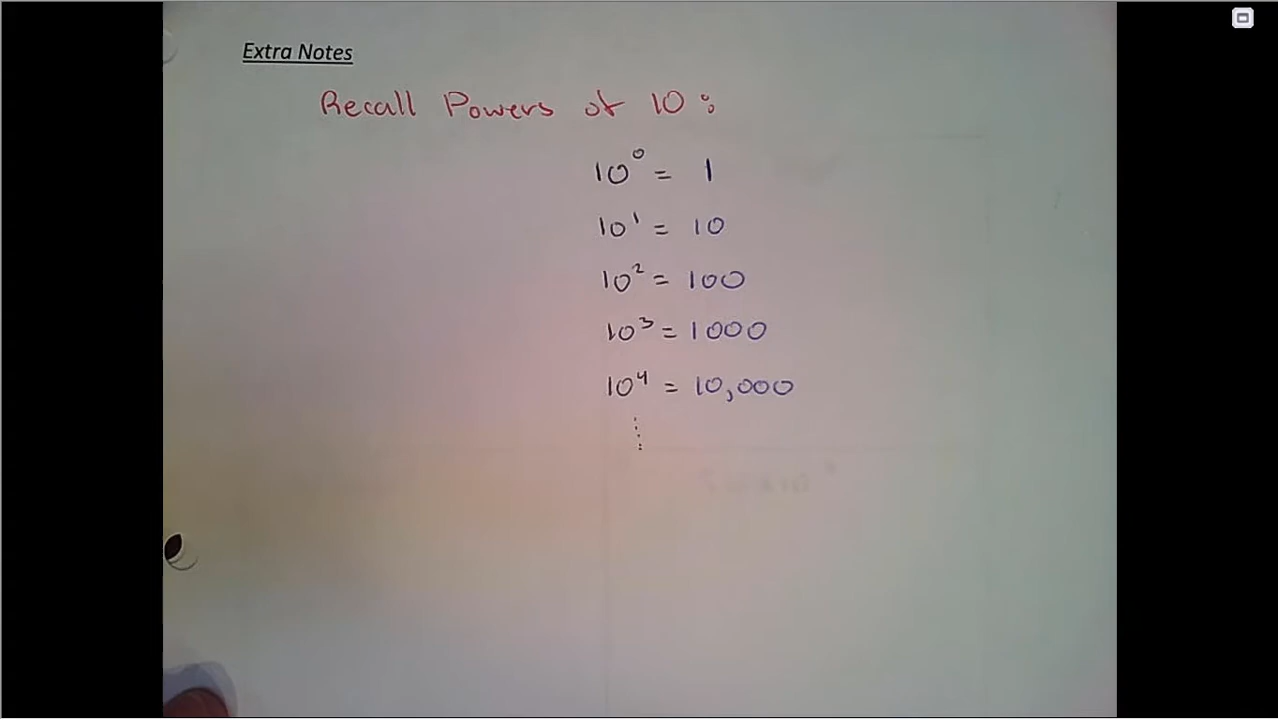 Extra Notes
Recall Powers of 10:
10⁰ = 1
10¹ = 10
10² = 100
10³ = 1000
10⁴ = 10,000
⋮